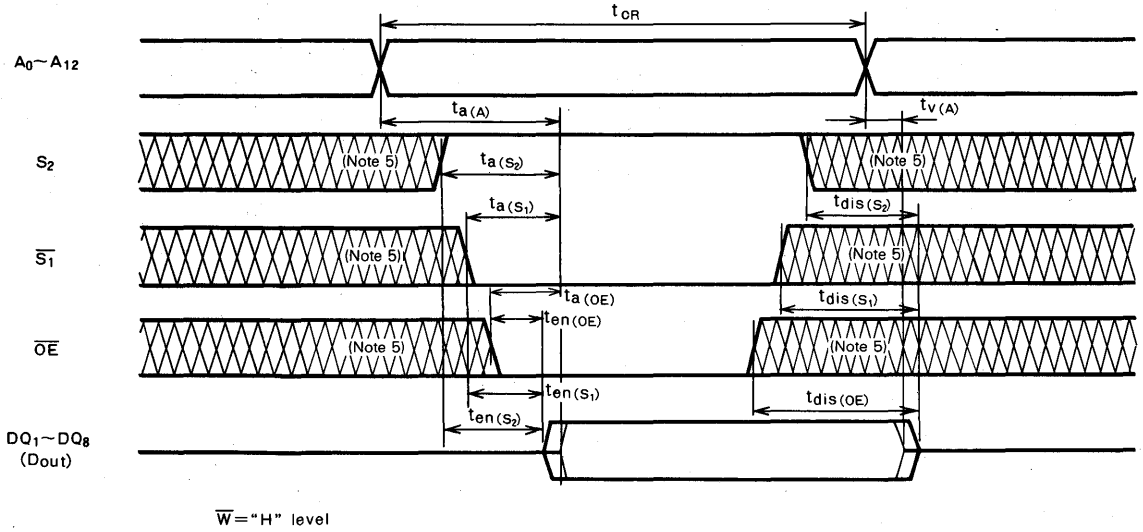 tCR
A0~A12
ta(A)
tv(A)
S2
(Note 5)
ta(S2)
(Note 5)
tdis(S2)
ta(S1)
S1
(Note 5)
(Note 5)
ta(OE)
tdis(S1)
ten(OE)
OE
(Note 5)
(Note 5)
ten(S1)
tdis(OE)
ten(S2)
DQ1~DQ8
(Dout)
W="H" level